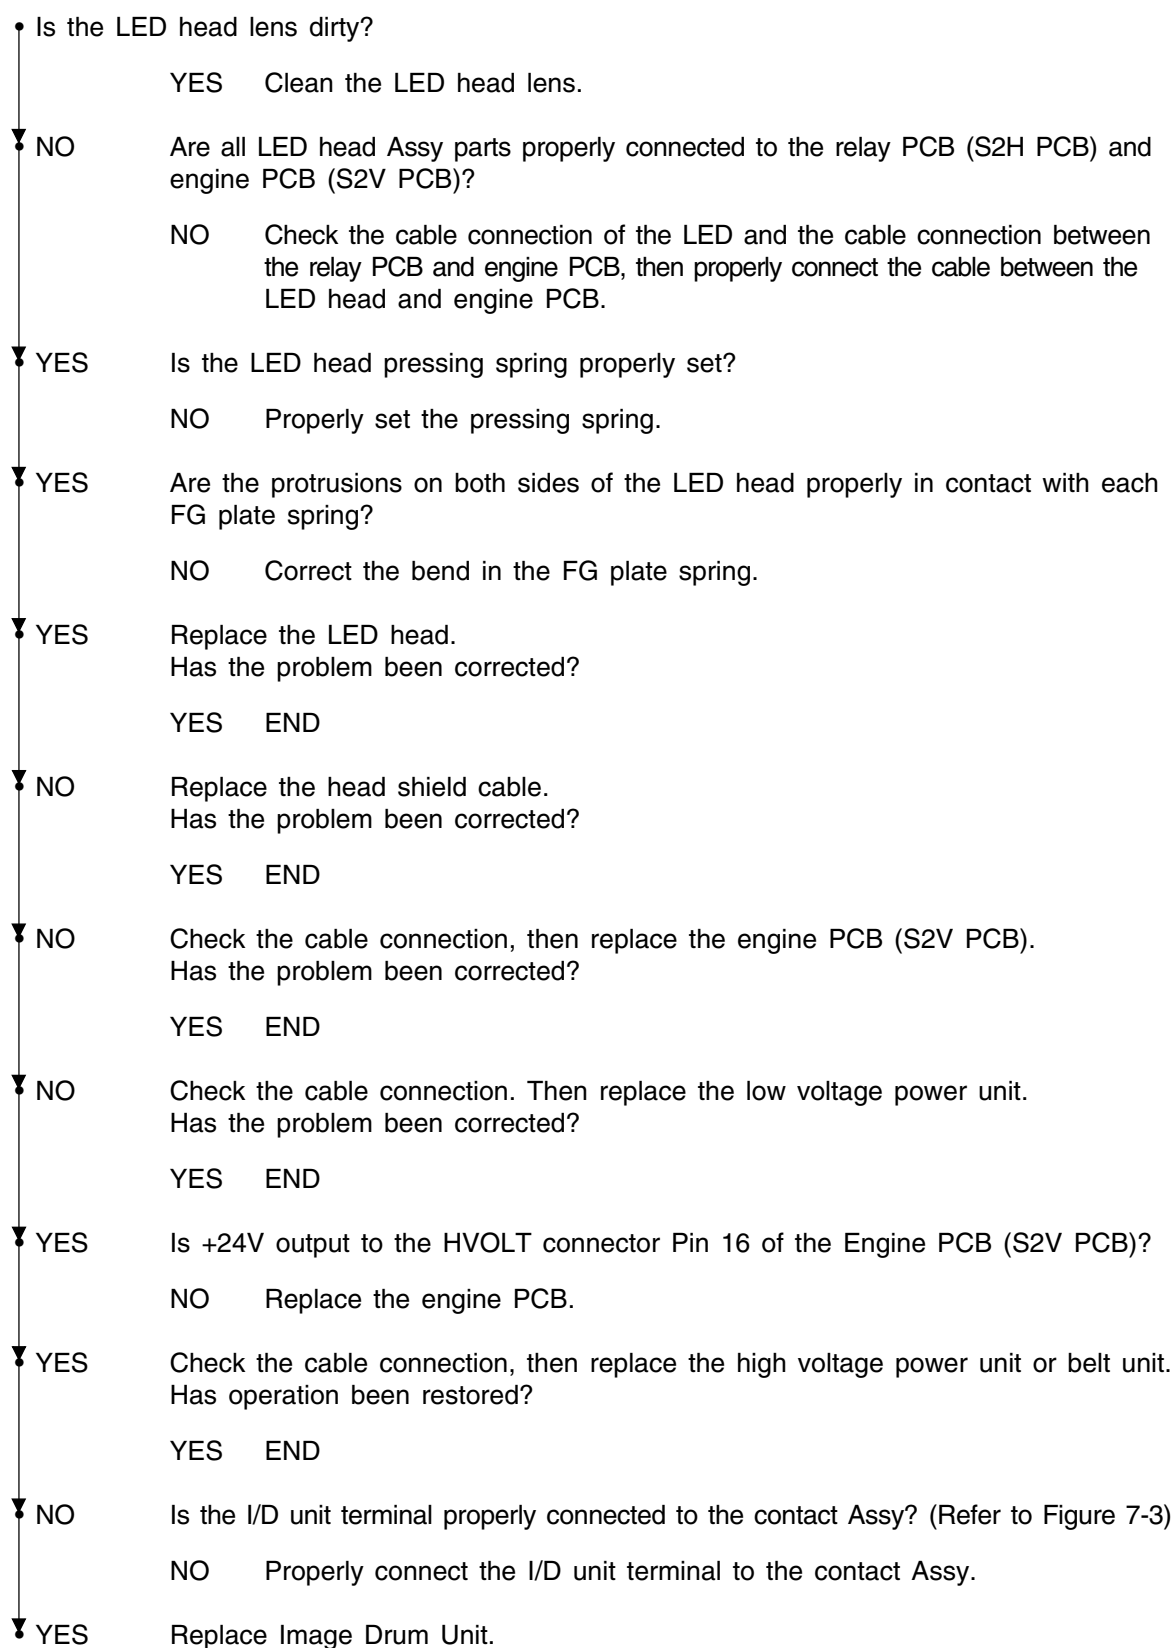 Is the LED head lens dirty?
YES Clean the LED head lens.
NO Are all LED head Assy parts properly connected to the relay PCB (S2H PCB) and
engine PCB (S2V PCB)?
NO Check the cable connection of the LED and the cable connection between
the relay PCB and engine PCB, then properly connect the cable between the
LED head and engine PCB.
YES Is the LED head pressing spring properly set?
NO Properly set the pressing spring.
YES Are the protrusions on both sides of the LED head properly in contact with each
FG plate spring?
NO Correct the bend in the FG plate spring.
YES Replace the LED head.
Has the problem been corrected?
YES END
NO Replace the head shield cable.
Has the problem been corrected?
YES END
NO Check the cable connection, then replace the engine PCB (S2V PCB).
Has the problem been corrected?
YES END
NO Check the cable connection. Then replace the low voltage power unit.
Has the problem been corrected?
YES END
YES Is +24V output to the HVOLT connector Pin 16 of the Engine PCB (S2V PCB)?
NO Replace the engine PCB.
YES Check the cable connection, then replace the high voltage power unit or belt unit.
Has operation been restored?
YES END
NO Is the I/D unit terminal properly connected to the contact Assy? (Refer to Figure 7-3)
NO Properly connect the I/D unit terminal to the contact Assy.
YES Replace Image Drum Unit.